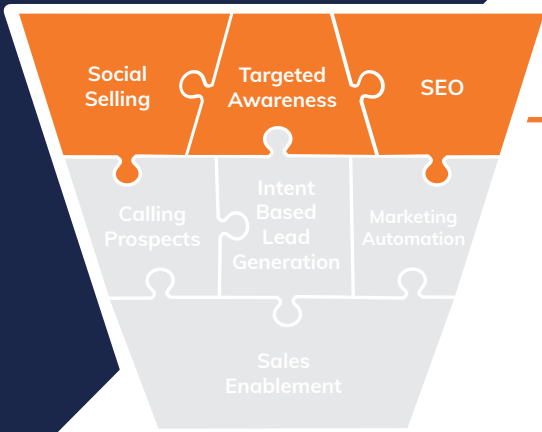 Social
Selling
Targeted
Awareness
SEO
Calling
Prospects
Intent
Based
Lead
Generation
Marketing
Automation
Sales
Enablement